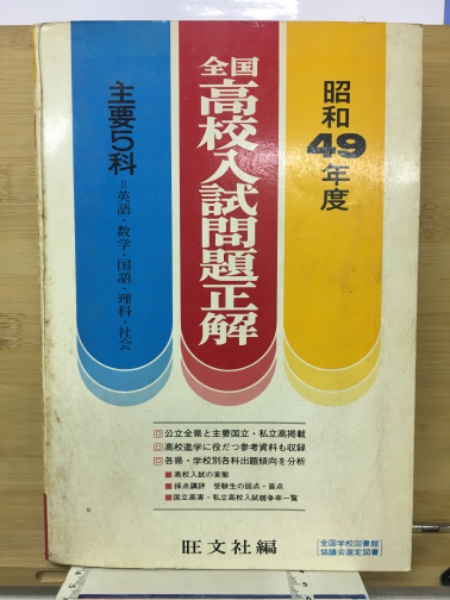 昭和49年度
全国
高校入試問題正解
主要5科=英語・数学・国語・理科・社会
公立全県と主要国立・私立高掲載
高校進学に役だつ参考資料も収録
各県・学校別各科出題傾向を分析
高校入試の実態
採点講評 受験生の弱点・盲点
国立高専・私立高校入試競争率一覧
旺文社編
全国学校図書館
協議会選定図書